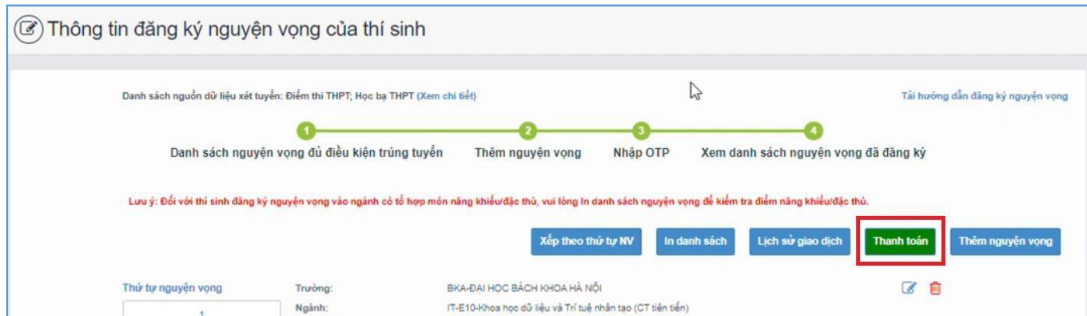 Thông tin đăng ký nguyện vọng của thí sinh
Danh sách nguồn dữ liệu xét tuyển: Điểm thi THPT; Học bạ THPT (Xem chi tiết)
Tải hướng dẫn đăng ký nguyện vọng
1 2 3 4
Danh sách nguyện vọng đủ điều kiện trúng tuyển Thêm nguyện vọng Nhập OTP Xem danh sách nguyện vọng đã đăng ký
Lưu ý: Đối với thí sinh đăng ký nguyện vọng vào ngành có tổ hợp môn năng khiếu/đặc thù, vui lòng In danh sách nguyện vọng để kiểm tra điểm năng khiếu/đặc thù.
Xếp theo thứ tự NV In danh sách Lịch sử giao dịch Thanh toán Thêm nguyện vọng
Thứ tự nguyện vọng Trường: BKA-ĐẠI HỌC BÁCH KHOA HÀ NỘI
1 Ngành: IT-E10-Khoa học dữ liệu và Trí tuệ nhân tạo (CT tiên tiến)